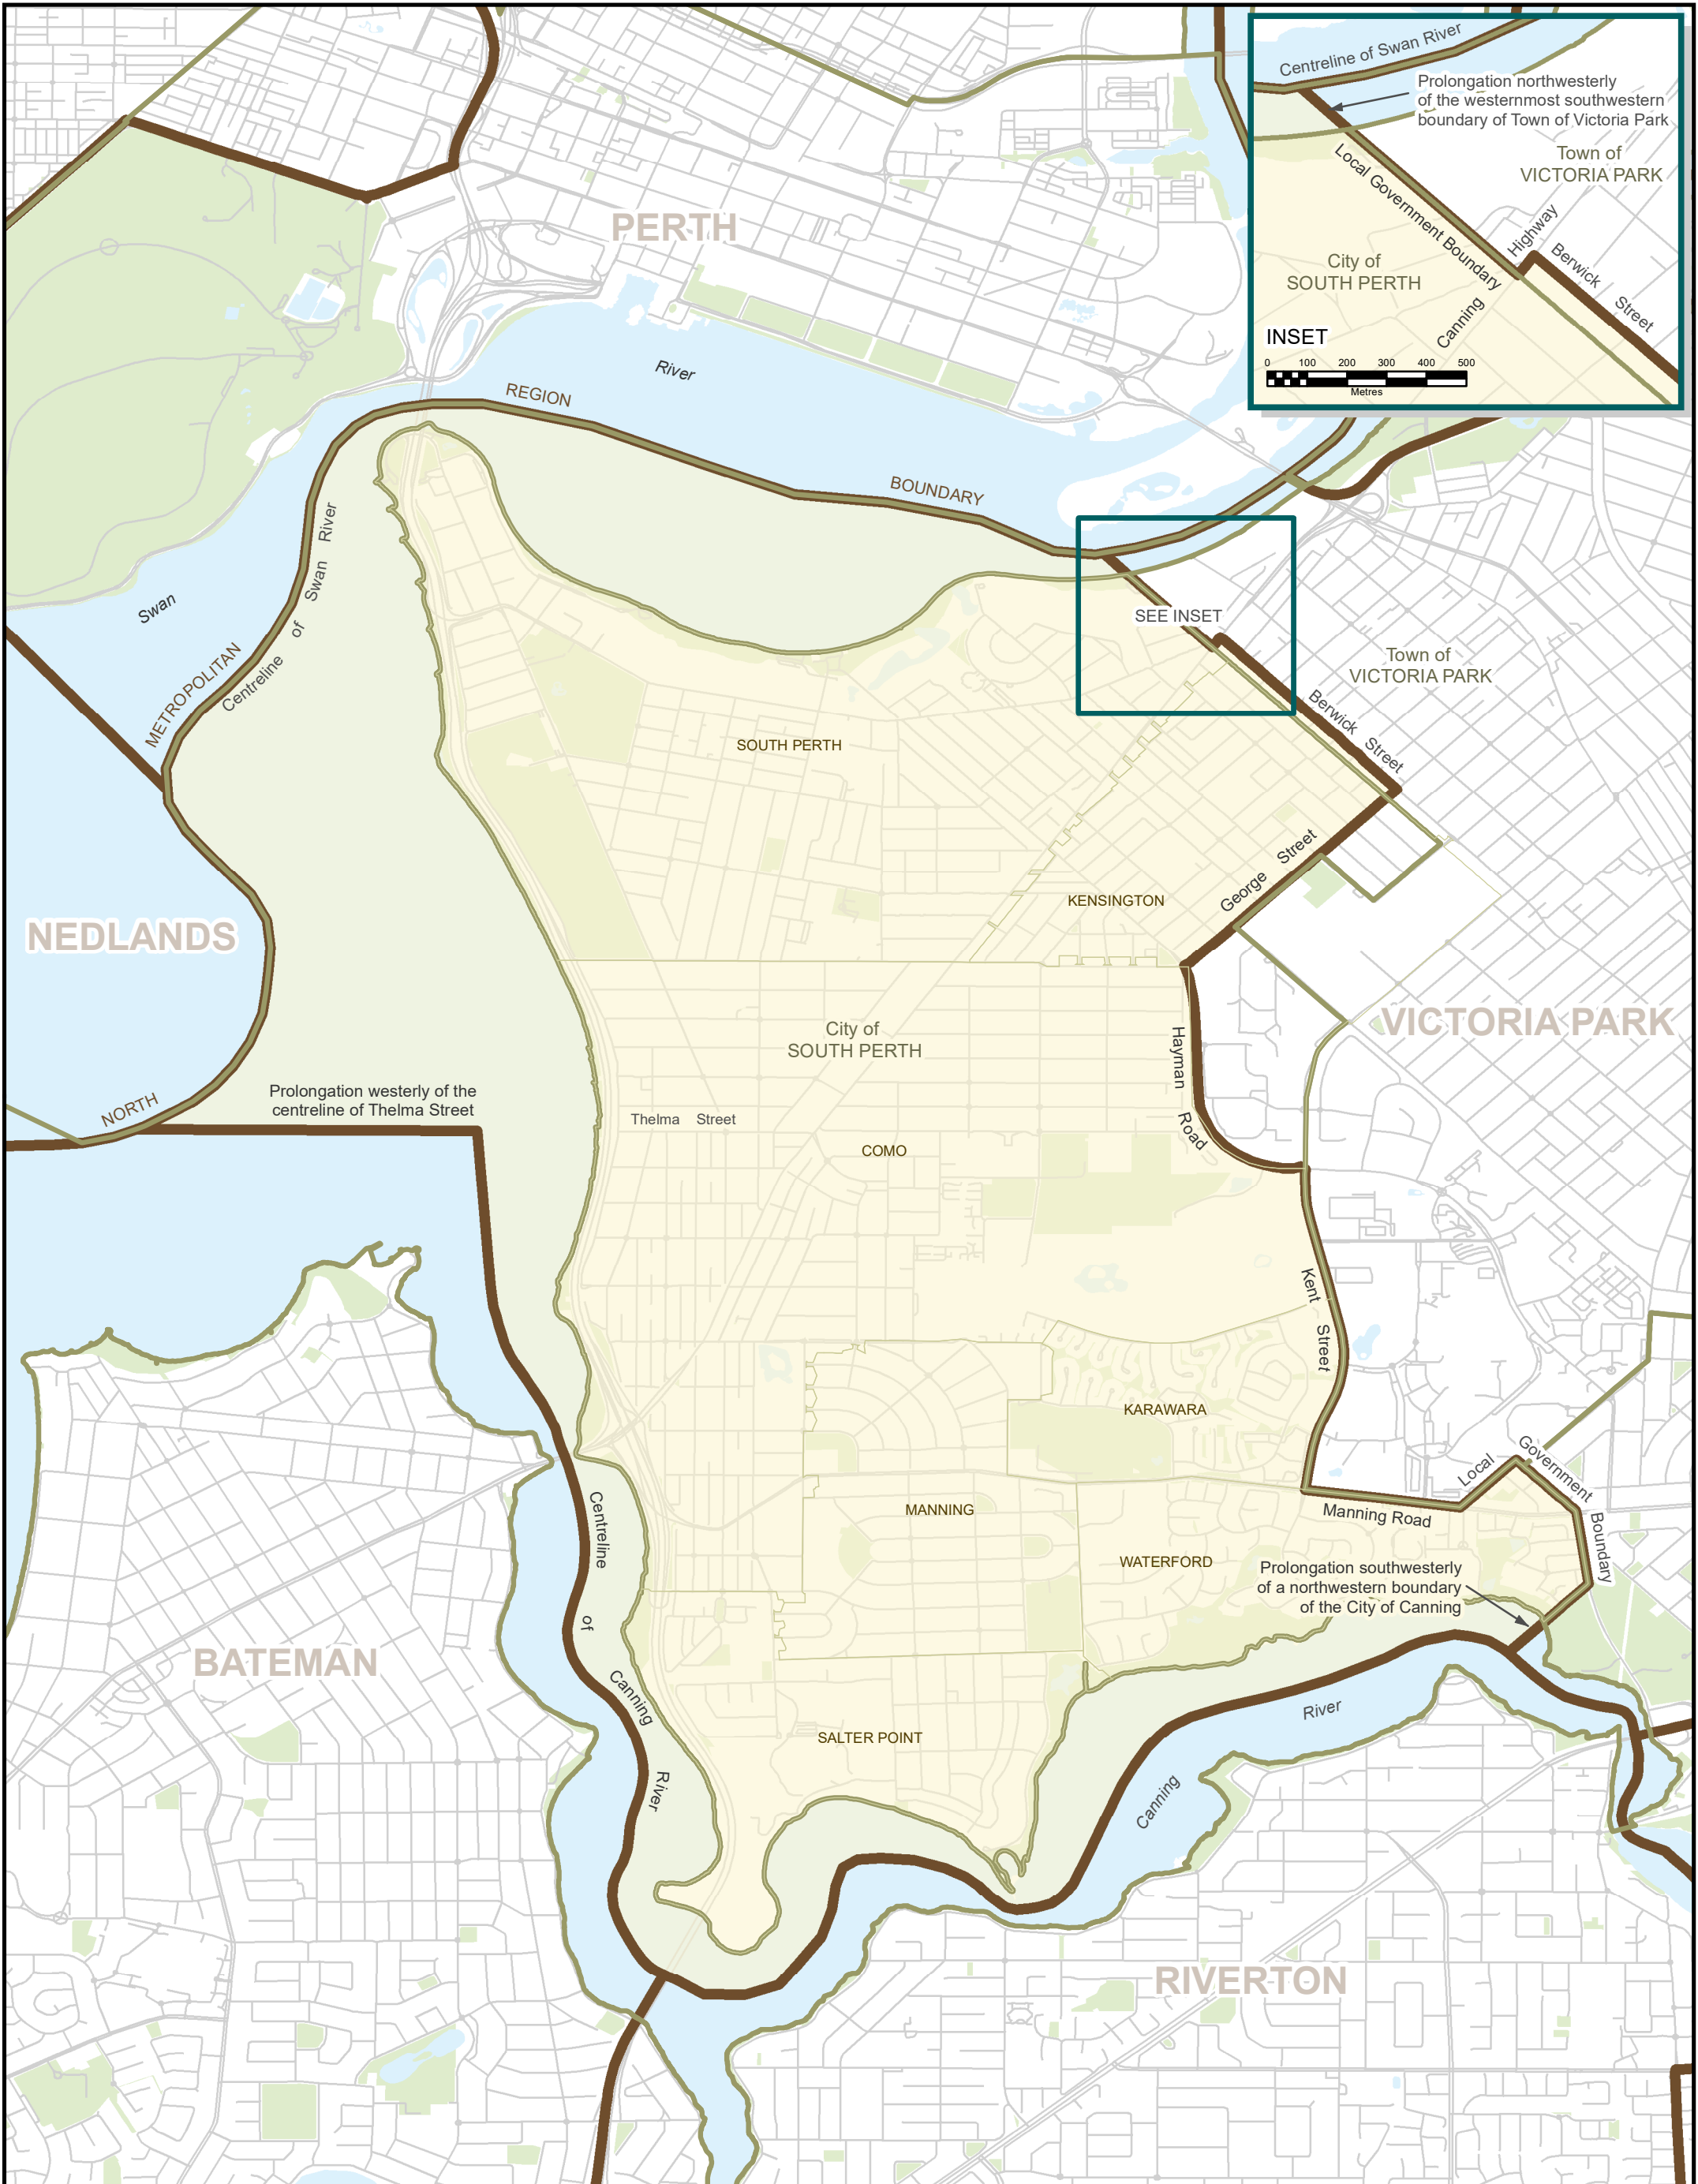 Centreline of Swan River
Prolongation northwesterly
of the westernmost southwestern
boundary of Town of Victoria Park
Town of
VICTORIA PARK
Local Government Boundary
Highway
Berwick Street
City of
SOUTH PERTH
Canning
INSET
0 100 200 300 400 500
Metres
PERTH
River
REGION
BOUNDARY
Swan
METROPOLITAN
Centreline of Swan River
SEE INSET
Town of
VICTORIA PARK
Berwick Street
SOUTH PERTH
George Street
KENSINGTON
NEDLANDS
VICTORIA PARK
City of
SOUTH PERTH
Hayman Road
NORTH
Prolongation westerly of the
centreline of Thelma Street
Thelma Street
COMO
Kent Street
KARAWARA
Local Government Boundary
Manning Road
MANNING
WATERFORD
Prolongation southwesterly
of a northwestern boundary
of the City of Canning
Centreline of Canning River
BATEMAN
SALTER POINT
River
Canning
RIVERTON